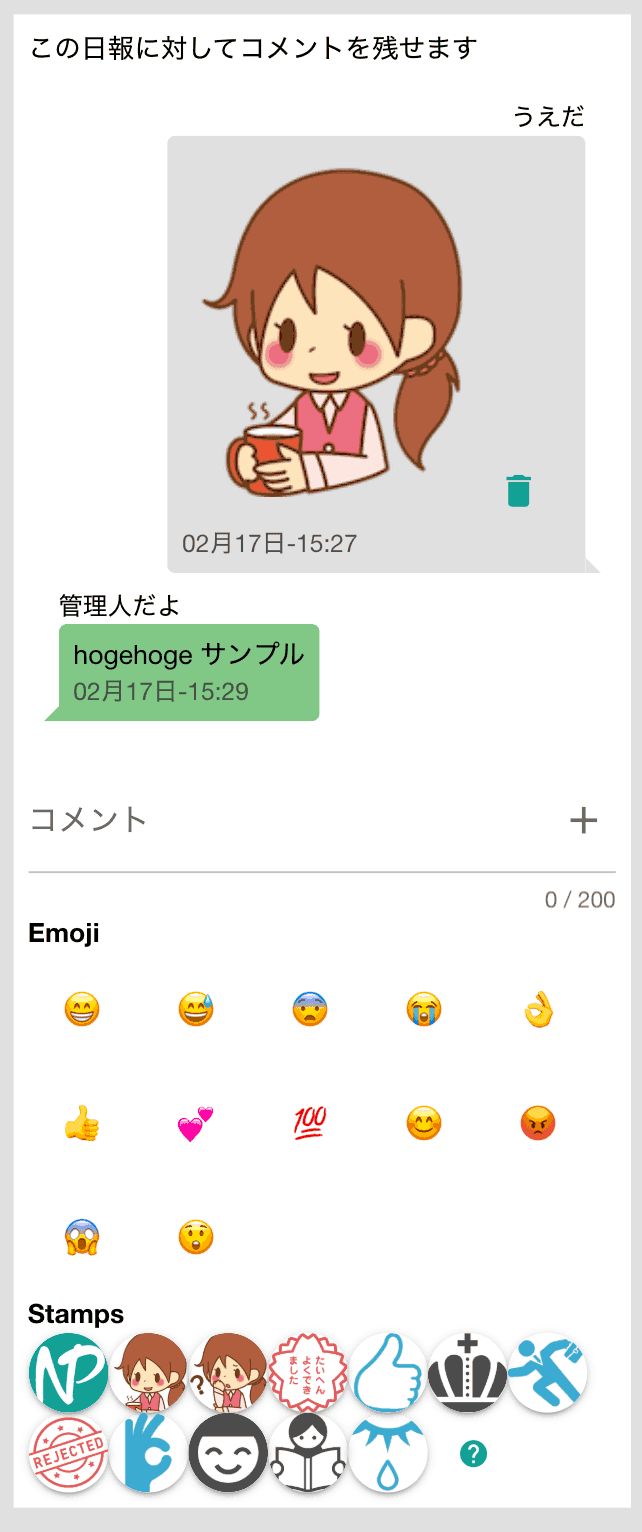 この日報に対してコメントを残せます
うえだ
02月17日-15:27
管理人だよ
hogehoge サンプル
02月17日-15:29
コメント
0 / 200
Emoji
100
Stamps
NP
?
たいへん
よくでき
ました
REJECTED
?